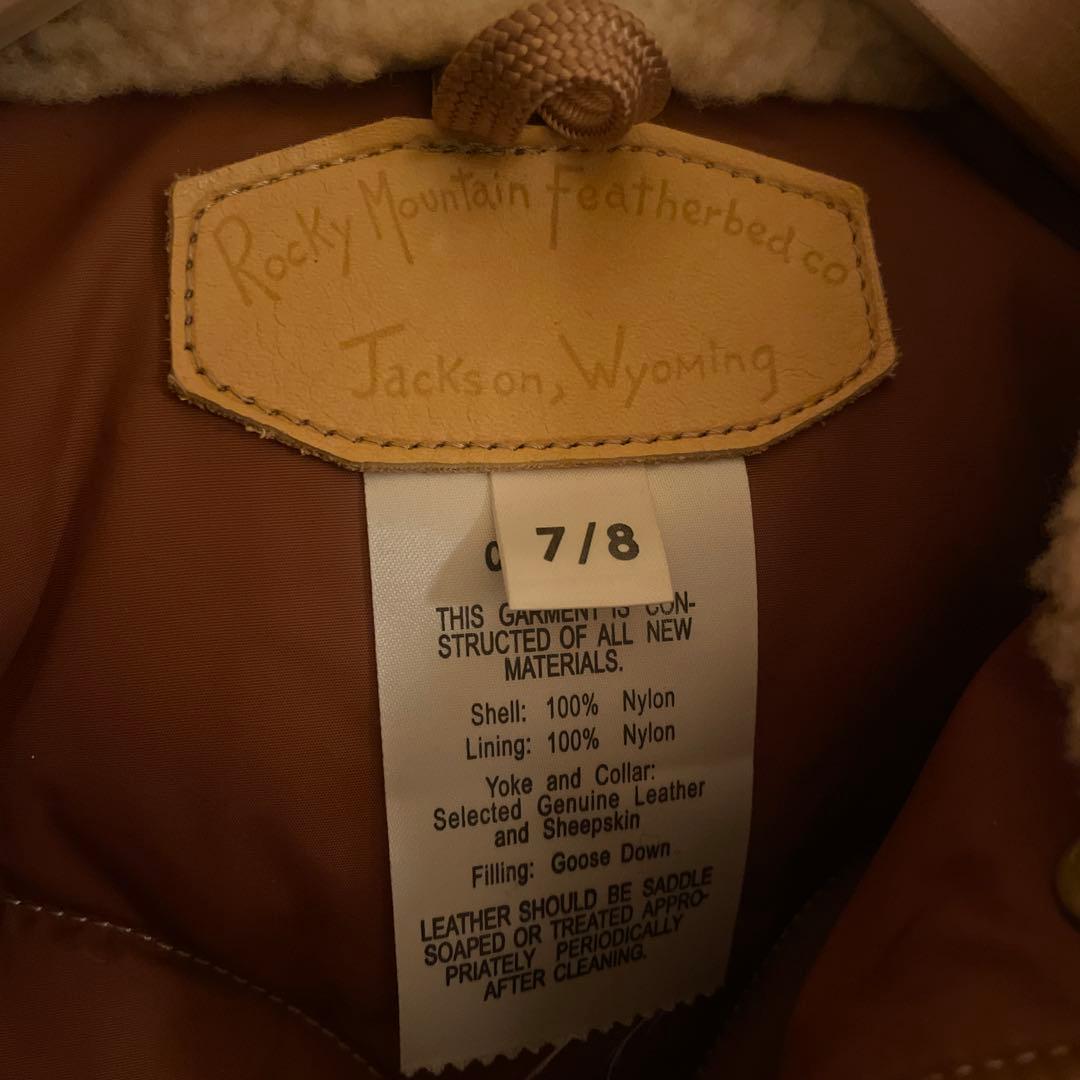 Rocky Mountain Featherbed co
Jackson, Wyoming
7/8
THIS GARMENT IS CON-
STRUCTED OF ALL NEW
MATERIALS.
Shell: 100% Nylon
Lining: 100% Nylon
Yoke and Collar:
Selected Genuine Leather
and Sheepskin
Filling: Goose Down
LEATHER SHOULD BE SADDLE
SOAPED OR TREATED APPRO-
PRIATELY PERIODICALLY
AFTER CLEANING.